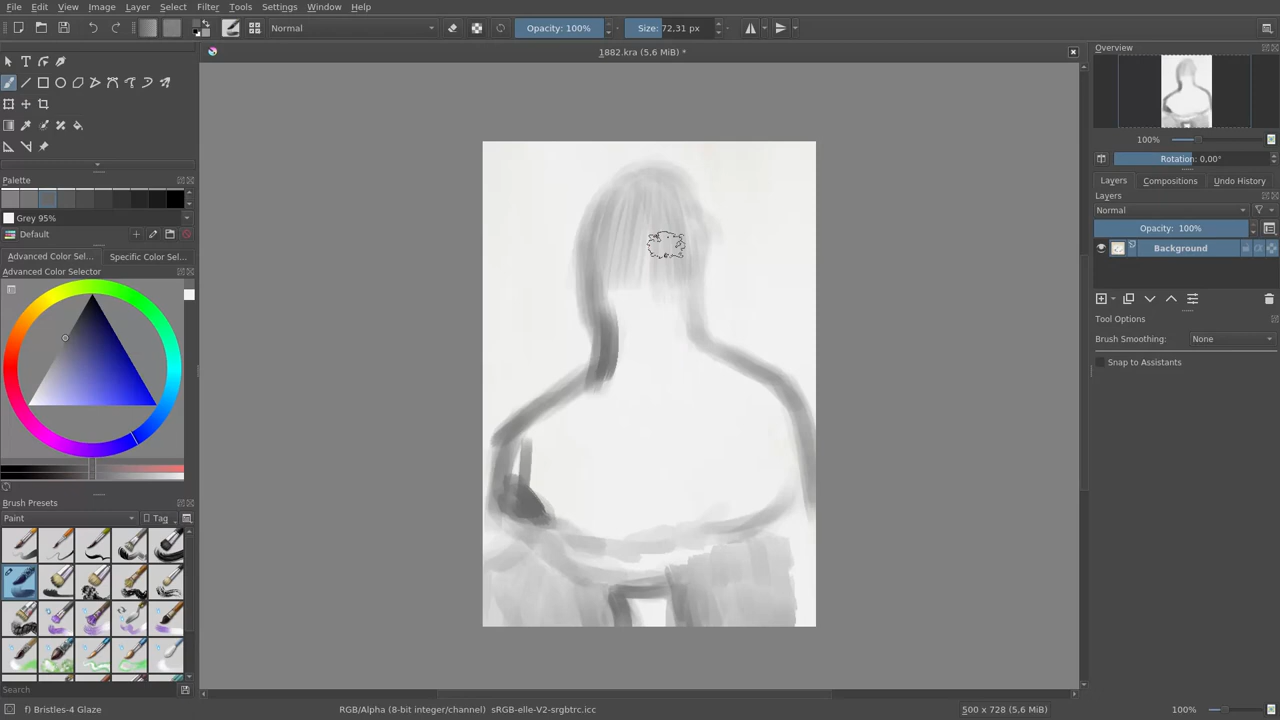 File Edit View Image Layer Select Filter Tools Settings Window Help
Normal Opacity: 100% Size: 72,31 px
1882.kra (5,6 MiB) *
Palette
Grey 95%
Default
Advanced Color Sel... Specific Color Sel...
Advanced Color Selector
Brush Presets
Paint Tag
Search
f) Bristles-4 Glaze
RGB/Alpha (8-bit integer/channel) sRGB-elle-V2-srgbtrc.icc
500 x 728 (5,6 MiB)
100%
Overview
100%
Rotation: 0,00°
Layers Compositions Undo History
Layers
Normal
Opacity: 100%
Background
Tool Options
Brush Smoothing: None
Snap to Assistants